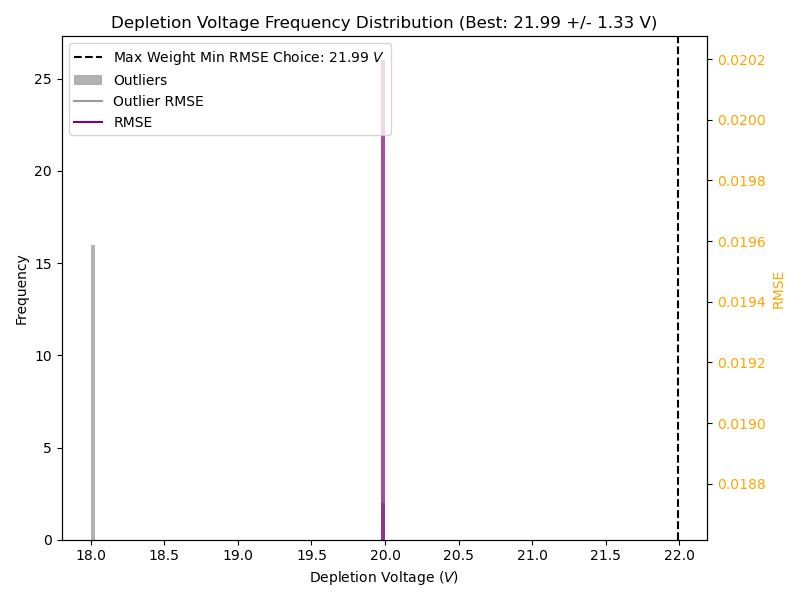 Depletion Voltage Frequency Distribution (Best: 21.99 +/- 1.33 V)
Max Weight Min RMSE Choice: 21.99 V
Outliers
Outlier RMSE
RMSE
25
20
15
10
5
0
Frequency
18.0
18.5
19.0
19.5
20.0
20.5
21.0
21.5
22.0
Depletion Voltage (V)
0.0202
0.0200
0.0198
0.0196
0.0194
0.0192
0.0190
0.0188
RMSE